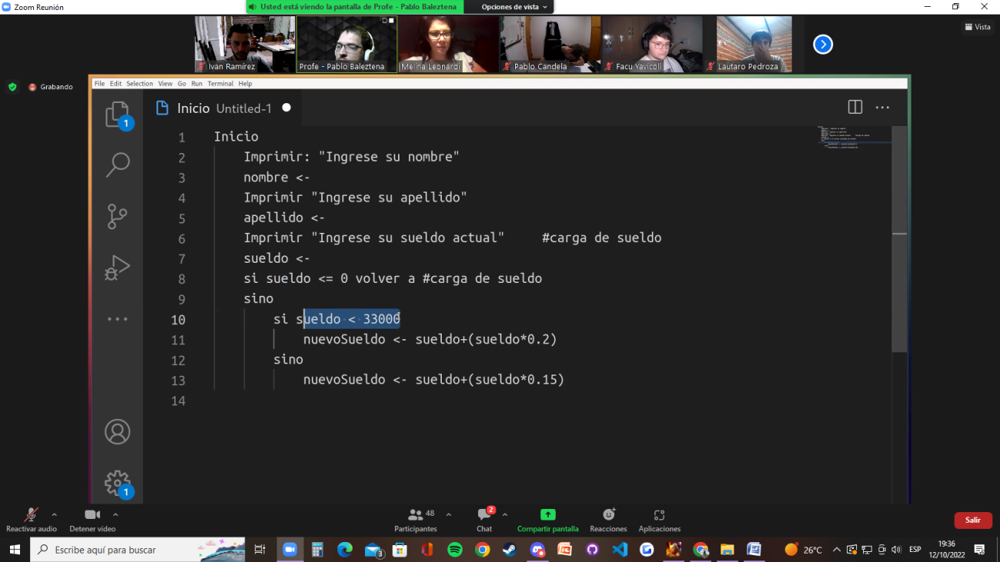 Zoom Reunión
Usted está viendo la pantalla de Profe - Pablo Baleztena
Opciones de vista
Vista
Ivan Ramírez
Profe - Pablo Baleztena
Melina Leonardi
Pablo Candela
Facu Yavicoli
Lautaro Pedroza
Grabando
File Edit Selection View Go Run Terminal Help
Inicio Untitled-1
1 Inicio
2 Imprimir: "Ingrese su nombre"
3 nombre <-
4 Imprimir "Ingrese su apellido"
5 apellido <-
6 Imprimir "Ingrese su sueldo actual" #carga de sueldo
7 sueldo <-
8 si sueldo <= 0 volver a #carga de sueldo
9 sino
10 si sueldo < 33000
11 nuevoSueldo <- sueldo+(sueldo*0.2)
12 sino
13 nuevoSueldo <- sueldo+(sueldo*0.15)
14
1
1
Reactivar audio
Detener video
48
Participantes
2
Chat
Compartir pantalla
Reacciones
Aplicaciones
Salir
Escribe aquí para buscar
3
26°C
ESP
19:36
12/10/2022